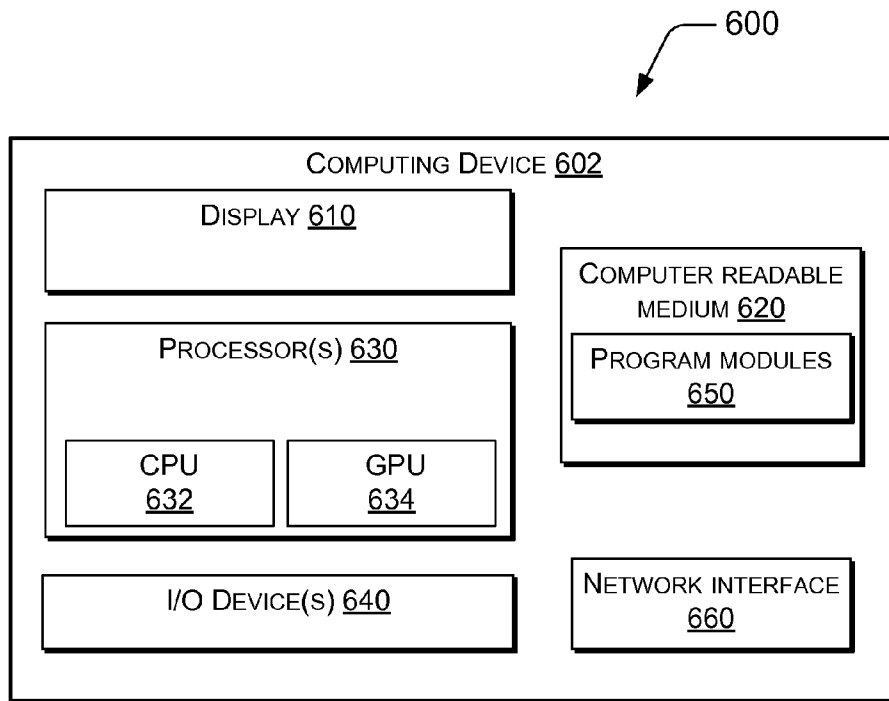 600
COMPUTING DEVICE 602
DISPLAY 610
PROCESSOR(S) 630
CPU
632
GPU
634
I/O DEVICE(S) 640
COMPUTER READABLE
MEDIUM 620
PROGRAM MODULES
650
NETWORK INTERFACE
660